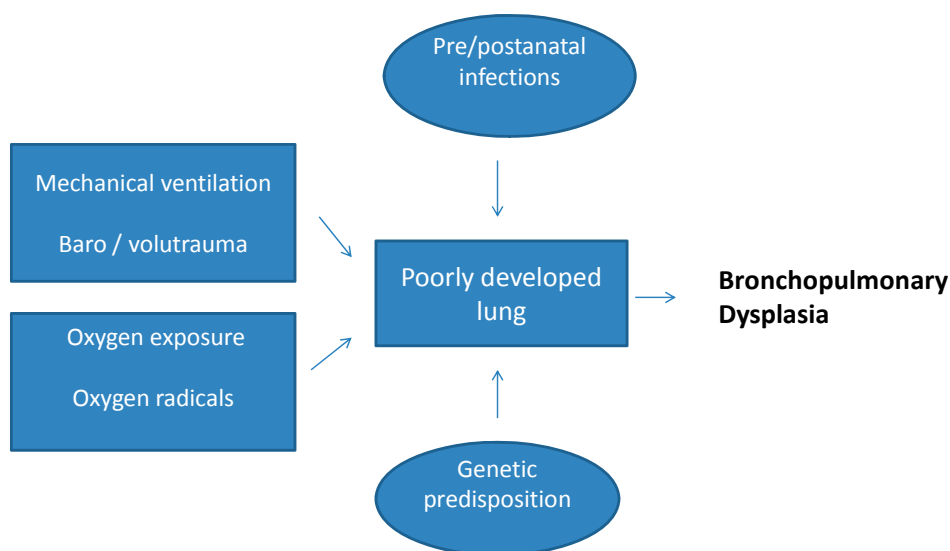 Pre/postanatal
infections
Mechanical ventilation
Baro / volutrauma
Poorly developed
lung
Bronchopulmonary
Dysplasia
Oxygen exposure
Oxygen radicals
Genetic
predisposition